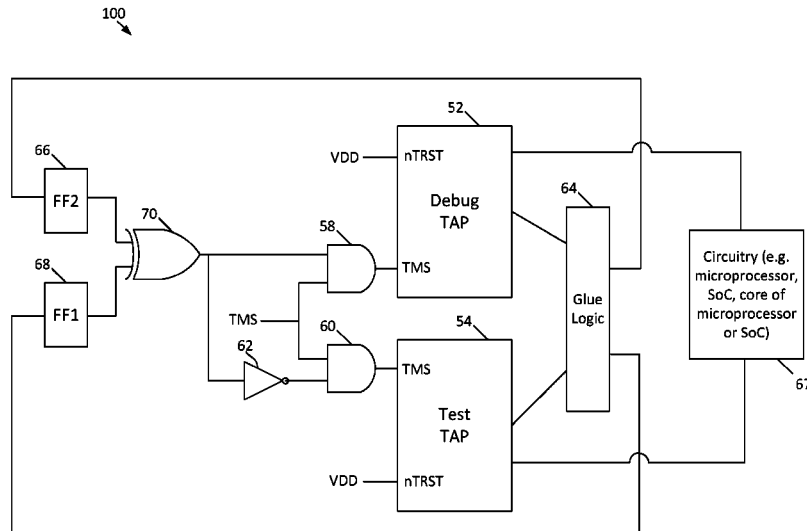 100
66
FF2
70
68
FF1
58
TMS
60
62
52
VDD
nTRST
Debug
TAP
TMS
54
TMS
Test
TAP
VDD
nTRST
64
Glue
Logic
Circuitry (e.g.
microprocessor,
SoC, core of
microprocessor
or SoC)